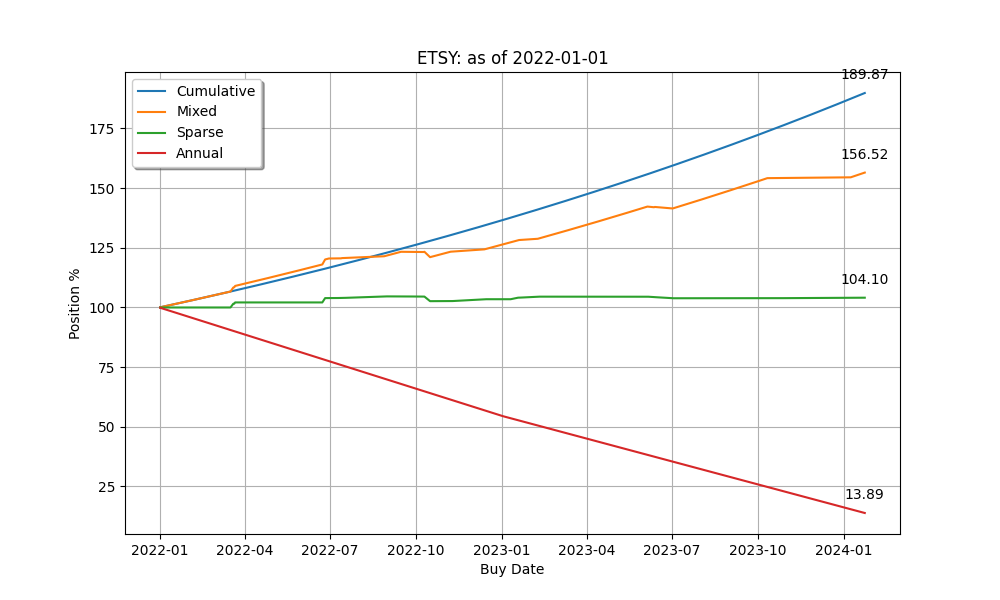 ETSY: as of 2022-01-01
189.87
Cumulative
Mixed
Sparse
Annual
175
156.52
150
125
104.10
100
75
50
25
13.89
Position %
2022-01 2022-04 2022-07 2022-10 2023-01 2023-04 2023-07 2023-10 2024-01
Buy Date